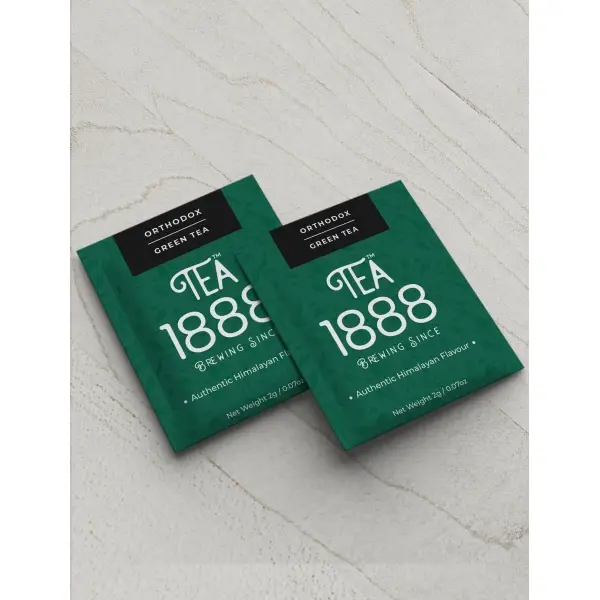 ORTHODOX
GREEN TEA
TEA™
1888
BREWING SINCE
• Authentic Himalayan Fla
Net Weight 2g / 0.07oz
ORTHODOX
GREEN TEA
TEA™
1888
BREWING SINCE
• Authentic Himalayan Flavour •
Net Weight 2g / 0.07oz